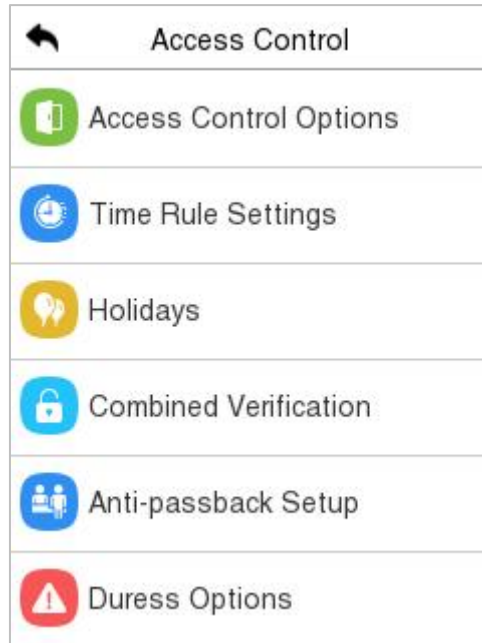 Access Control
Access Control Options
Time Rule Settings
Holidays
Combined Verification
Anti-passback Setup
Duress Options